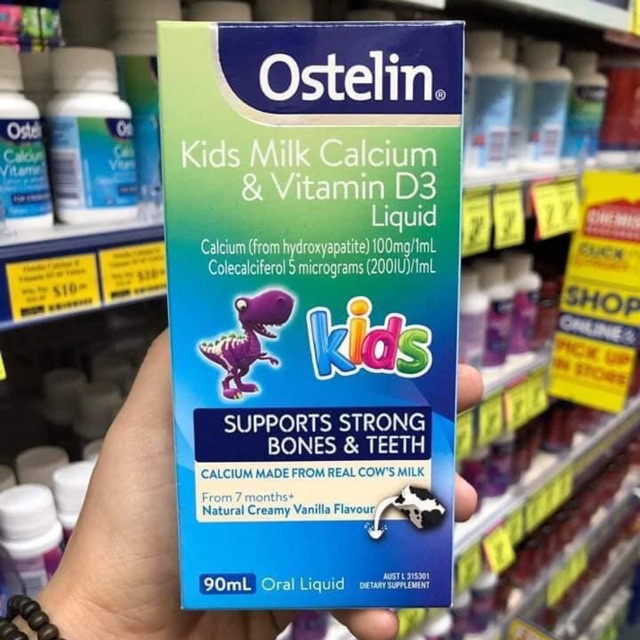 Ostelin®
Kids Milk Calcium
& Vitamin D3
Liquid
Calcium (from hydroxyapatite) 100mg/1mL
Colecalciferol 5 micrograms (200IU)/1mL
kids
SUPPORTS STRONG
BONES & TEETH
CALCIUM MADE FROM REAL COW'S MILK
From 7 months+
Natural Creamy Vanilla Flavour
90mL Oral Liquid
AUST L 315301
DIETARY SUPPLEMENT
SHOP
ONLINE &
PICK UP
IN STORE